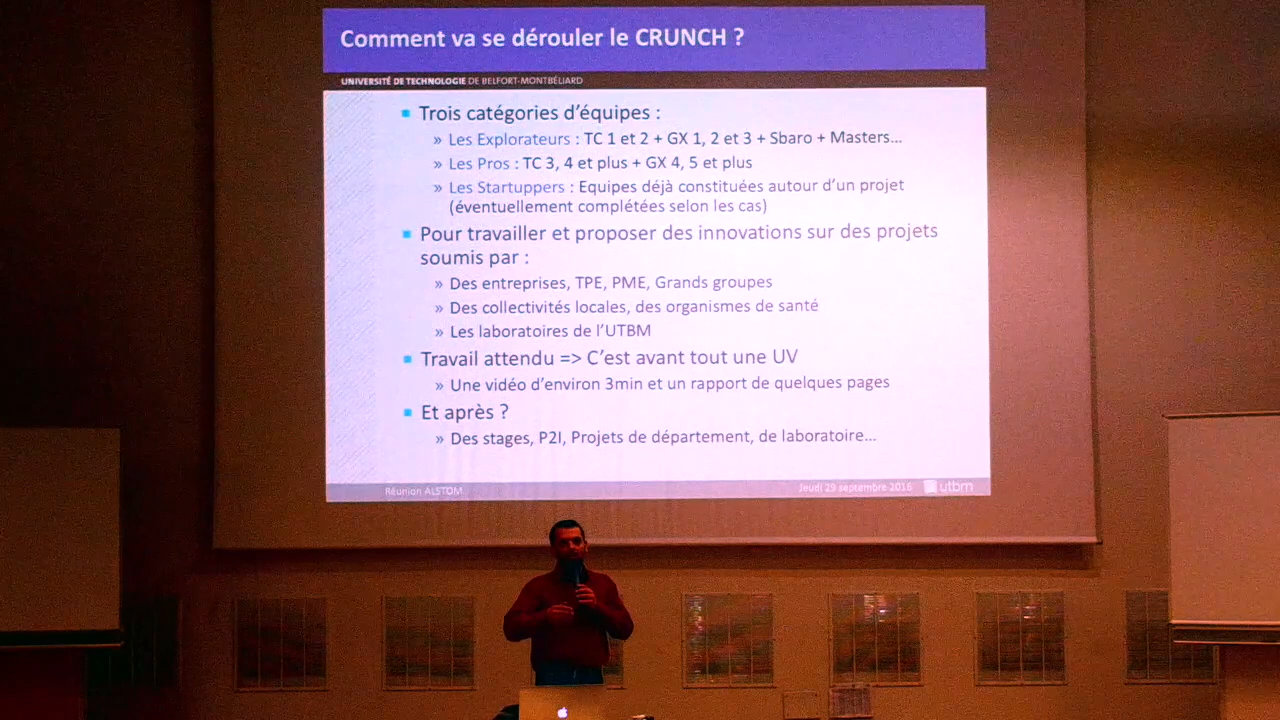 Comment va se dérouler le CRUNCH ?
UNIVERSITÉ DE TECHNOLOGIE DE BELFORT-MONTBÉLIARD
Trois catégories d'équipes :
» Les Explorateurs : TC 1 et 2 + GX 1, 2 et 3 + Sbaro + Masters…
» Les Pros : TC 3, 4 et plus + GX 4, 5 et plus
» Les Startuppers : Equipes déjà constituées autour d'un projet
(éventuellement complétées selon les cas)
Pour travailler et proposer des innovations sur des projets
soumis par :
» Des entreprises, TPE, PME, Grands groupes
» Des collectivités locales, des organismes de santé
» Les laboratoires de l'UTBM
Travail attendu => C'est avant tout une UV
» Une vidéo d'environ 3min et un rapport de quelques pages
Et après ?
» Des stages, P2I, Projets de département, de laboratoire…
Réunion ALSTOM
Jeudi 29 septembre 2016
utbm